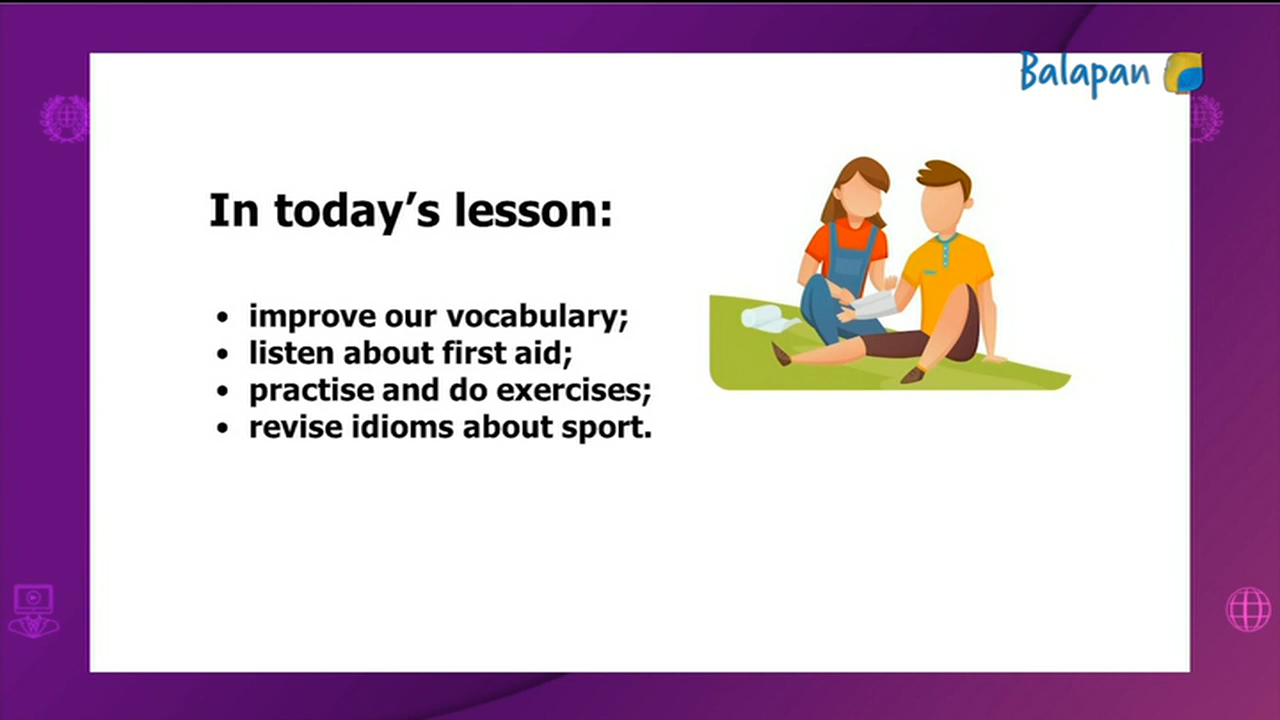 Balapan
In today’s lesson:
• improve our vocabulary;
• listen about first aid;
• practise and do exercises;
• revise idioms about sport.